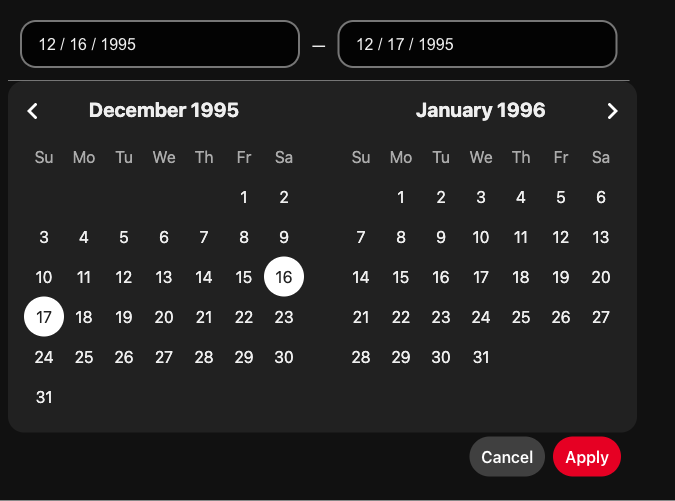 12 / 16 / 1995 – 12 / 17 / 1995
December 1995 January 1996
Su Mo Tu We Th Fr Sa Su Mo Tu We Th Fr Sa
1 2 1 2 3 4 5 6
3 4 5 6 7 8 9 7 8 9 10 11 12 13
10 11 12 13 14 15 16 14 15 16 17 18 19 20
17 18 19 20 21 22 23 21 22 23 24 25 26 27
24 25 26 27 28 29 30 28 29 30 31
31
Cancel Apply